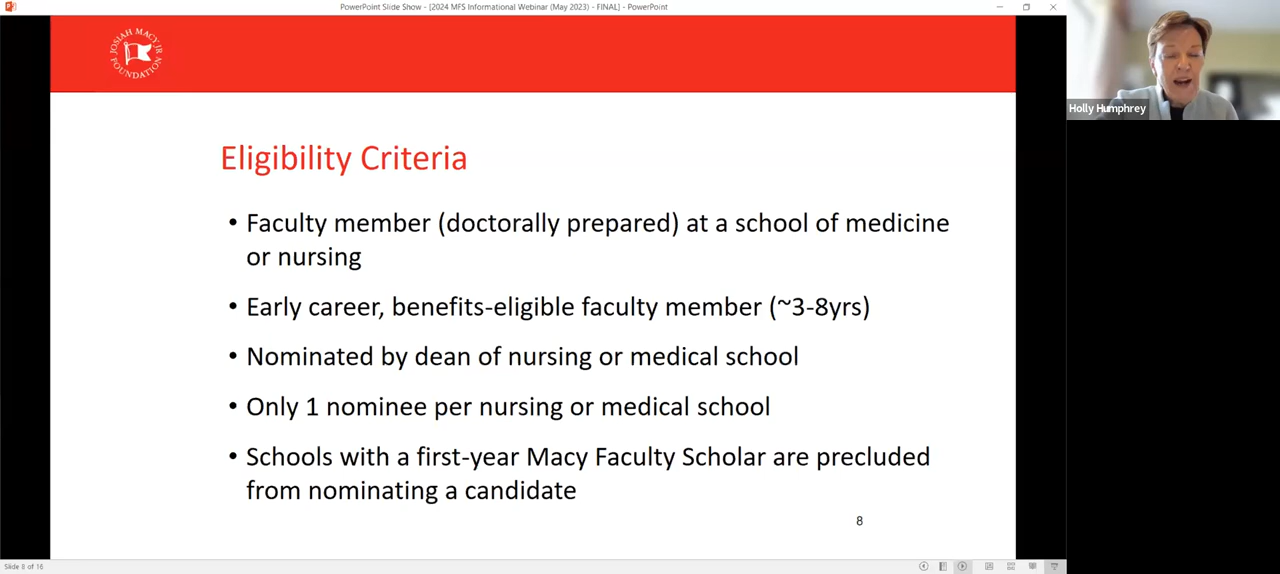 PowerPoint Slide Show - [2024 MFS Informational Webinar (May 2023) - FINAL] - PowerPoint
JOSIAH MACY JR
FOUNDATION
Holly Humphrey
Eligibility Criteria
• Faculty member (doctorally prepared) at a school of medicine
or nursing
• Early career, benefits-eligible faculty member (~3-8yrs)
• Nominated by dean of nursing or medical school
• Only 1 nominee per nursing or medical school
• Schools with a first-year Macy Faculty Scholar are precluded
from nominating a candidate
8
Slide 8 of 16